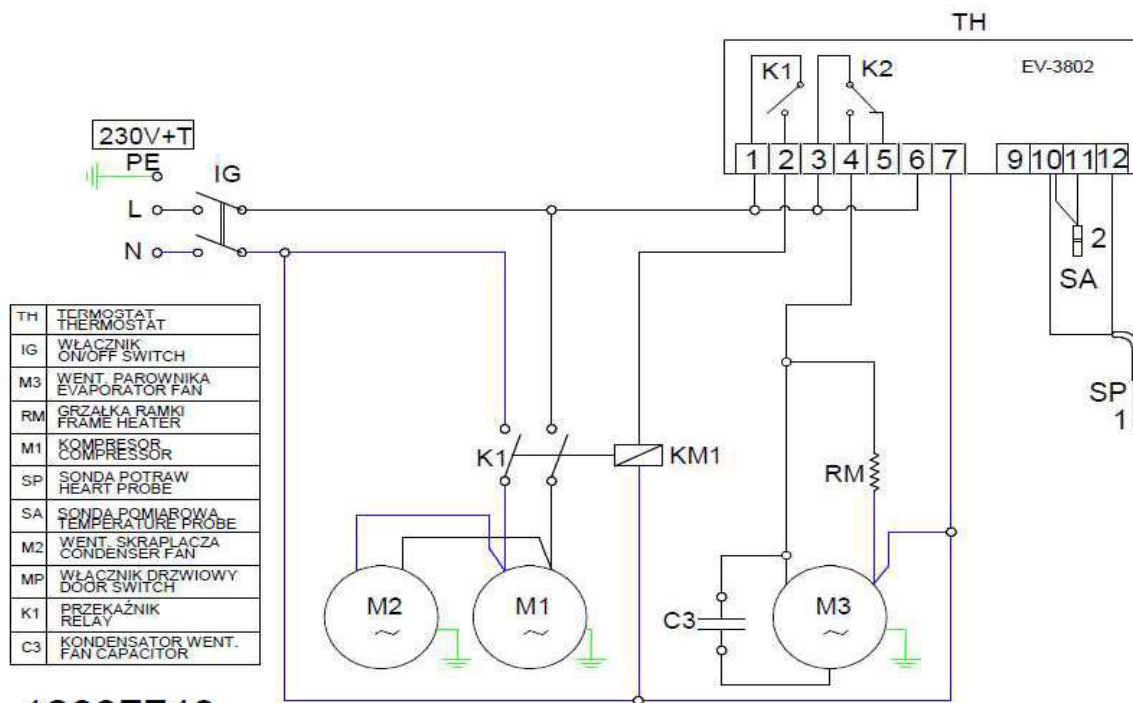 TH
EV-3802
K1
K2
1 2 3 4 5 6 7 9 10 11 12
230V+T
PE
IG
L
N
2
SA
SP
1
TH TERMOSTAT
THERMOSTAT
IG WŁĄCZNIK
ON/OFF SWITCH
M3 WENT. PAROWNIKA
EVAPORATOR FAN
RM GRZAŁKA RAMKI
FRAME HEATER
M1 KOMPRESOR
COMPRESSOR
SP SONDA POTRAW
HEART PROBE
SA SONDA POMIAROWA
TEMPERATURE PROBE
M2 WENT. SKRAPLACZA
CONDENSER FAN
MP WŁĄCZNIK DRZWIOWY
DOOR SWITCH
K1 PRZEKAŹNIK
RELAY
C3 KONDENSATOR WENT.
FAN CAPACITOR
K1
KM1
RM
M2
~
M1
~
C3
M3
~